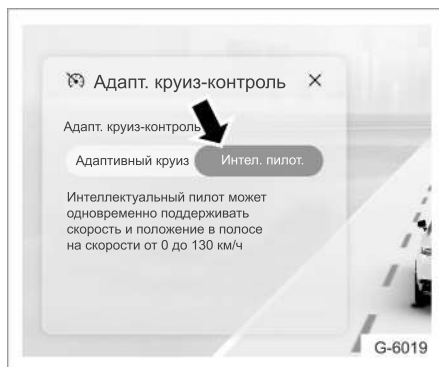 Адапт. круиз-контроль
Адапт. круиз-контроль
Адаптивный круиз Интел. пилот.
Интеллектуальный пилот может
одновременно поддерживать
скорость и положение в полосе
на скорости от 0 до 130 км/ч
G-6019